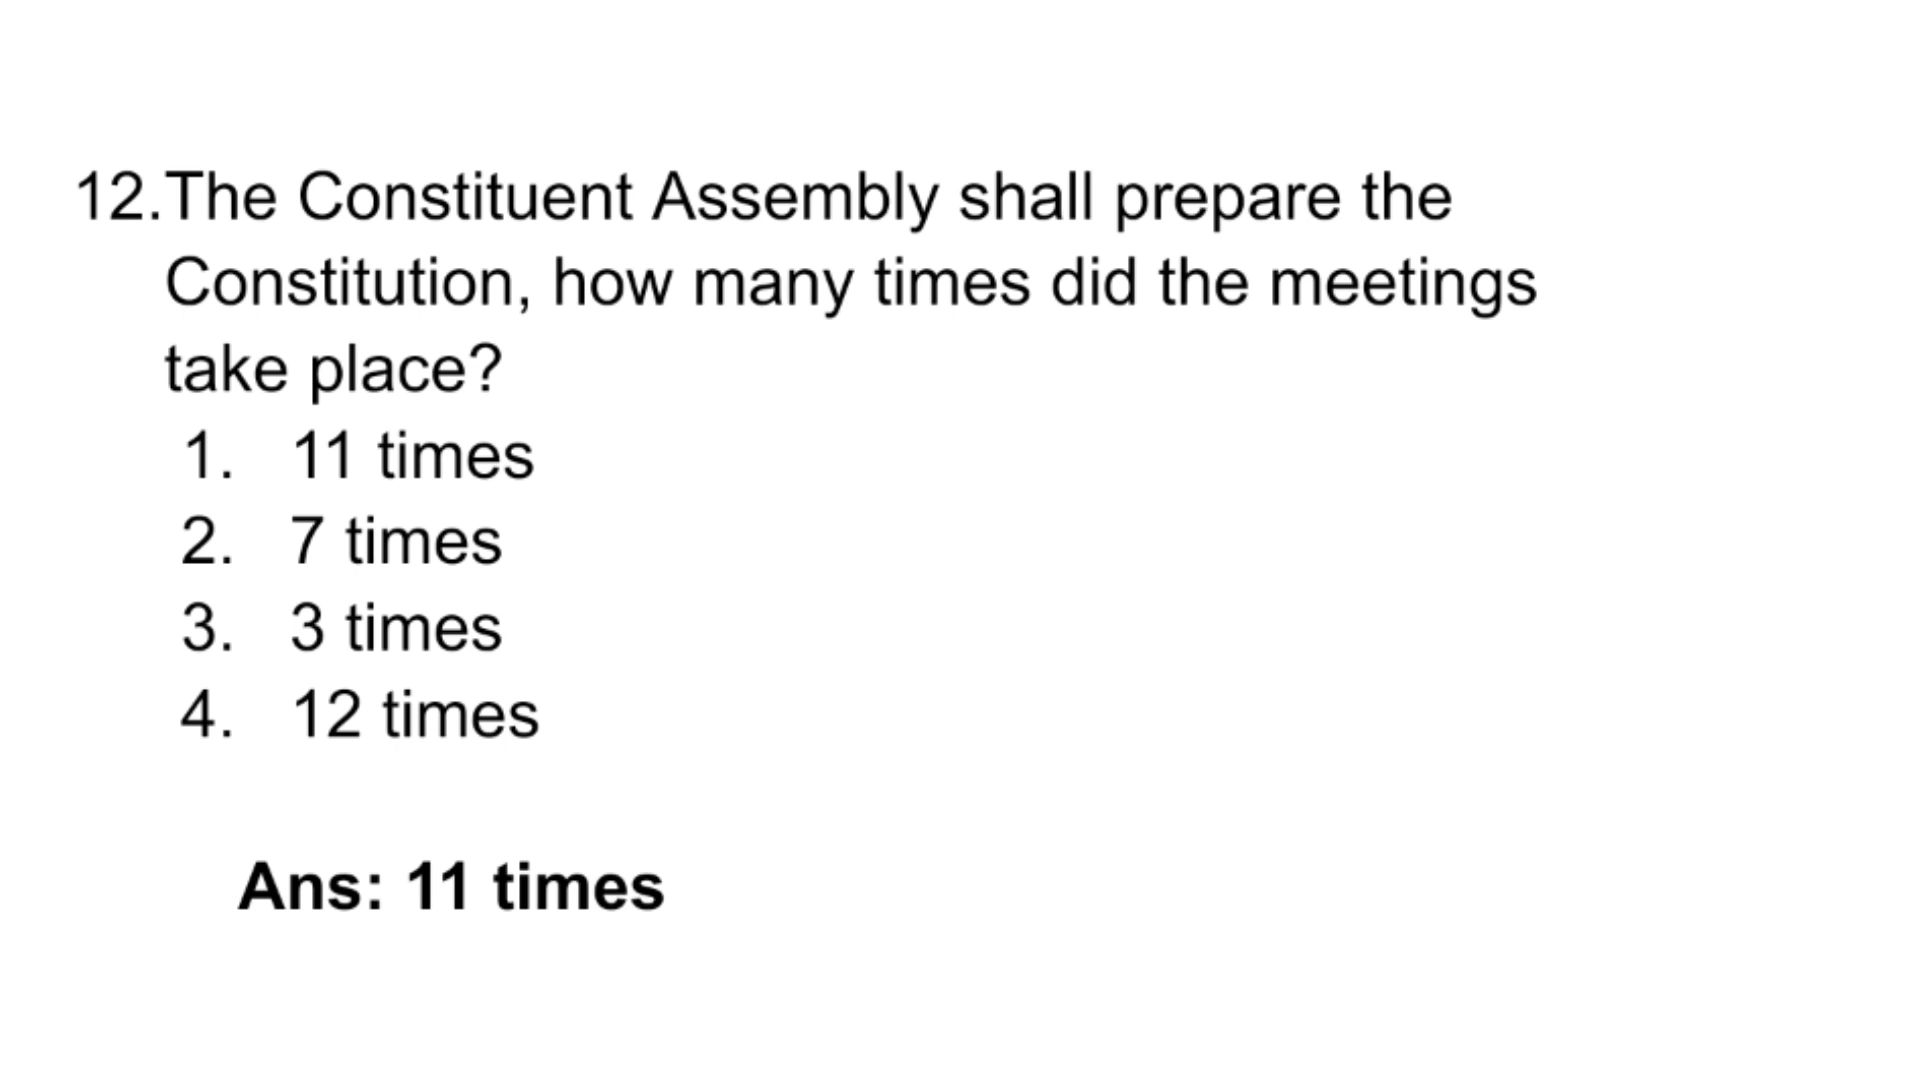 12.The Constituent Assembly shall prepare the
Constitution, how many times did the meetings
take place?
1. 11 times
2. 7 times
3. 3 times
4. 12 times
Ans: 11 times